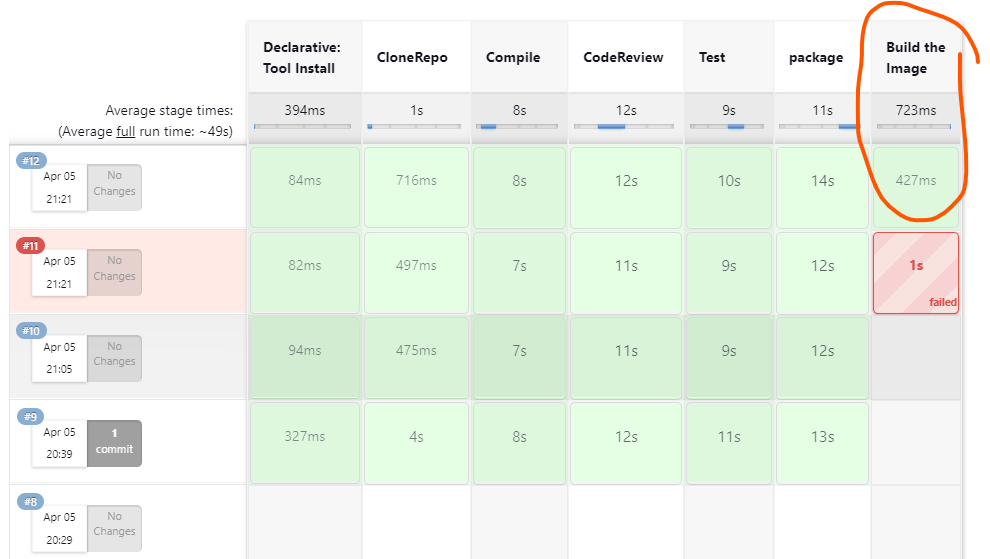 Declarative: Tool Install
CloneRepo
Compile
CodeReview
Test
package
Build the Image
Average stage times:
394ms
1s
8s
12s
9s
11s
723ms
(Average full run time: ~49s)
#12
Apr 05
21:21
No Changes
84ms
716ms
8s
12s
10s
14s
427ms
#11
Apr 05
21:21
No Changes
82ms
497ms
7s
11s
9s
12s
1s
failed
#10
Apr 05
21:05
No Changes
94ms
475ms
7s
11s
9s
12s
#9
Apr 05
20:39
1 commit
327ms
4s
8s
12s
11s
13s
#8
Apr 05
20:29
No Changes